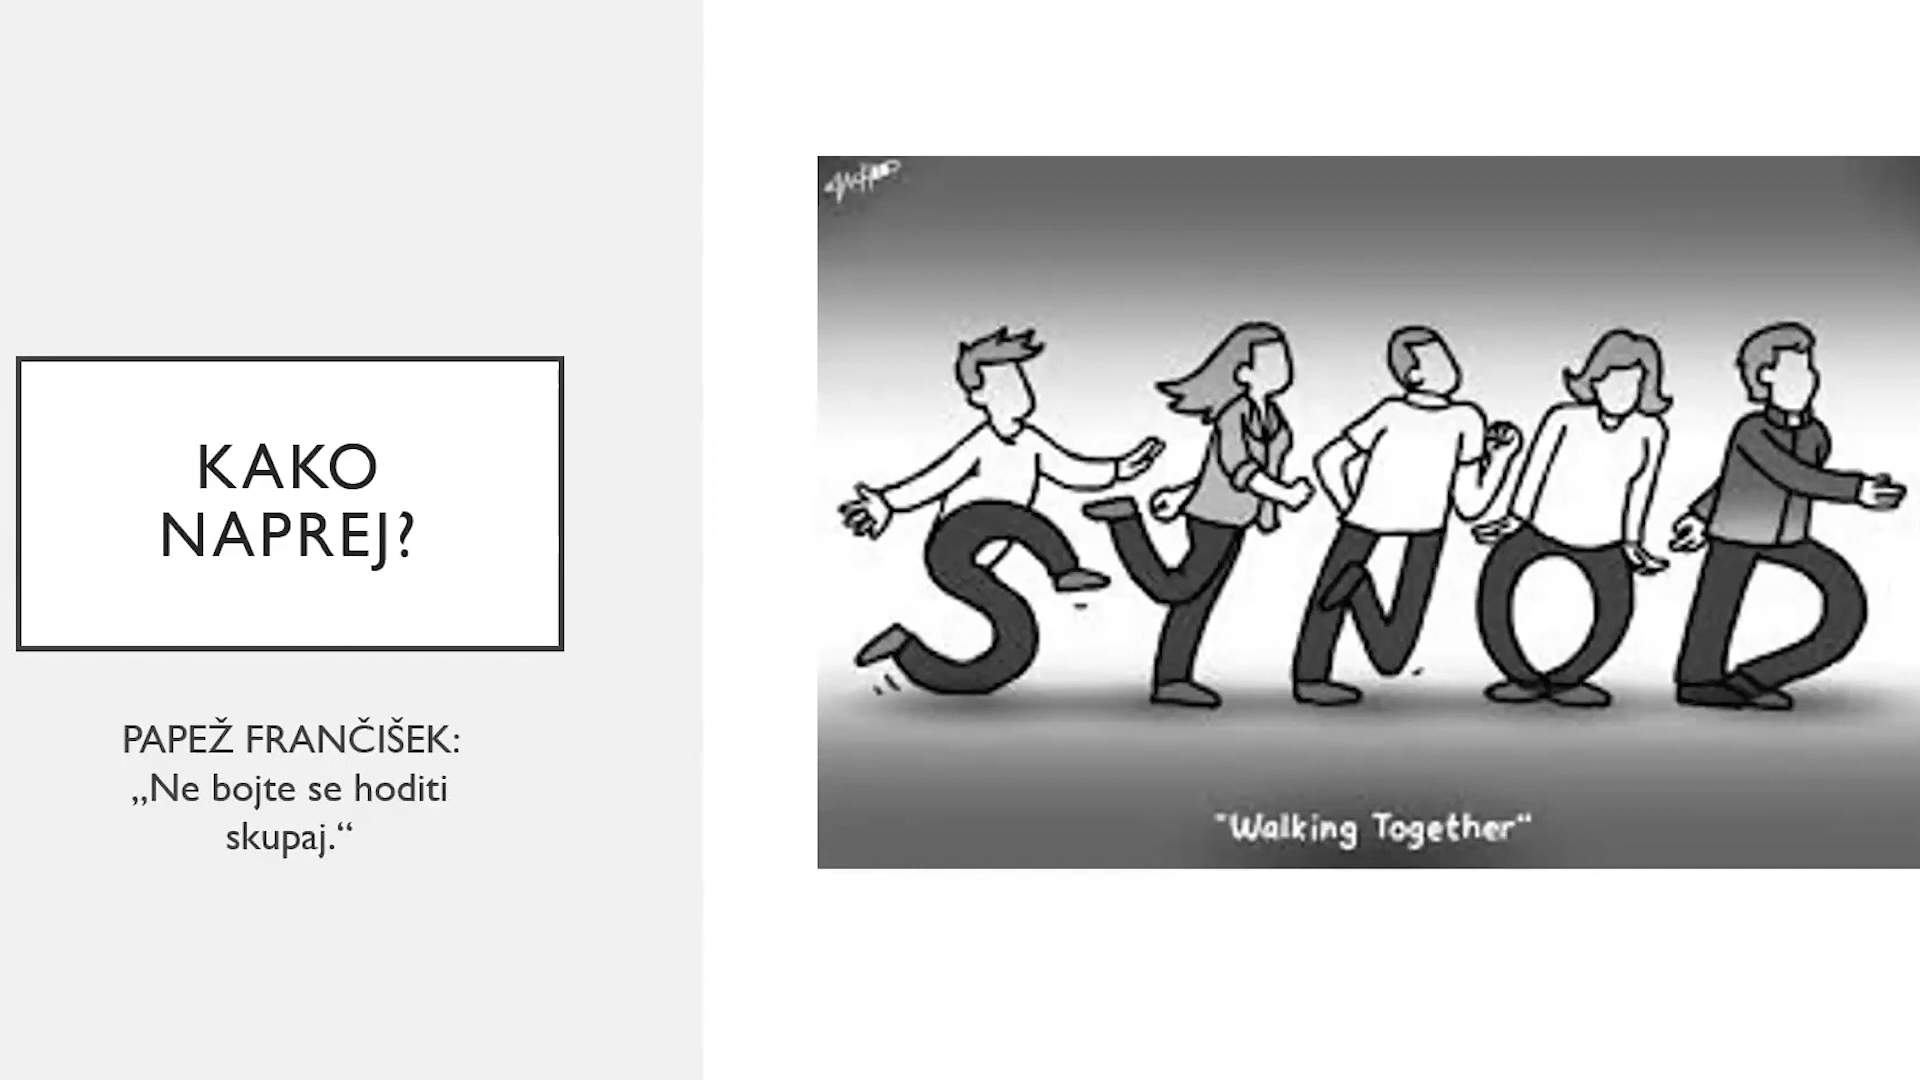 KAKO
NAPREJ?
PAPEŽ FRANČIŠEK:
„Ne bojte se hoditi
skupaj.“
SYNOD
"Walking Together"